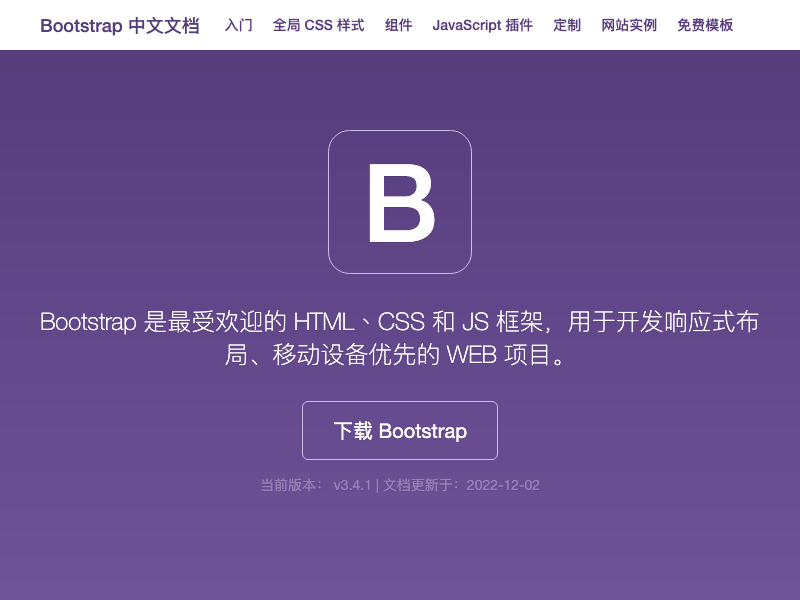 Bootstrap 中文文档 入门 全局 CSS 样式 组件 JavaScript 插件 定制 网站实例 免费模板
B
Bootstrap 是最受欢迎的 HTML、CSS 和 JS 框架，用于开发响应式布
局、移动设备优先的 WEB 项目。
下载 Bootstrap
当前版本： v3.4.1 | 文档更新于：2022-12-02